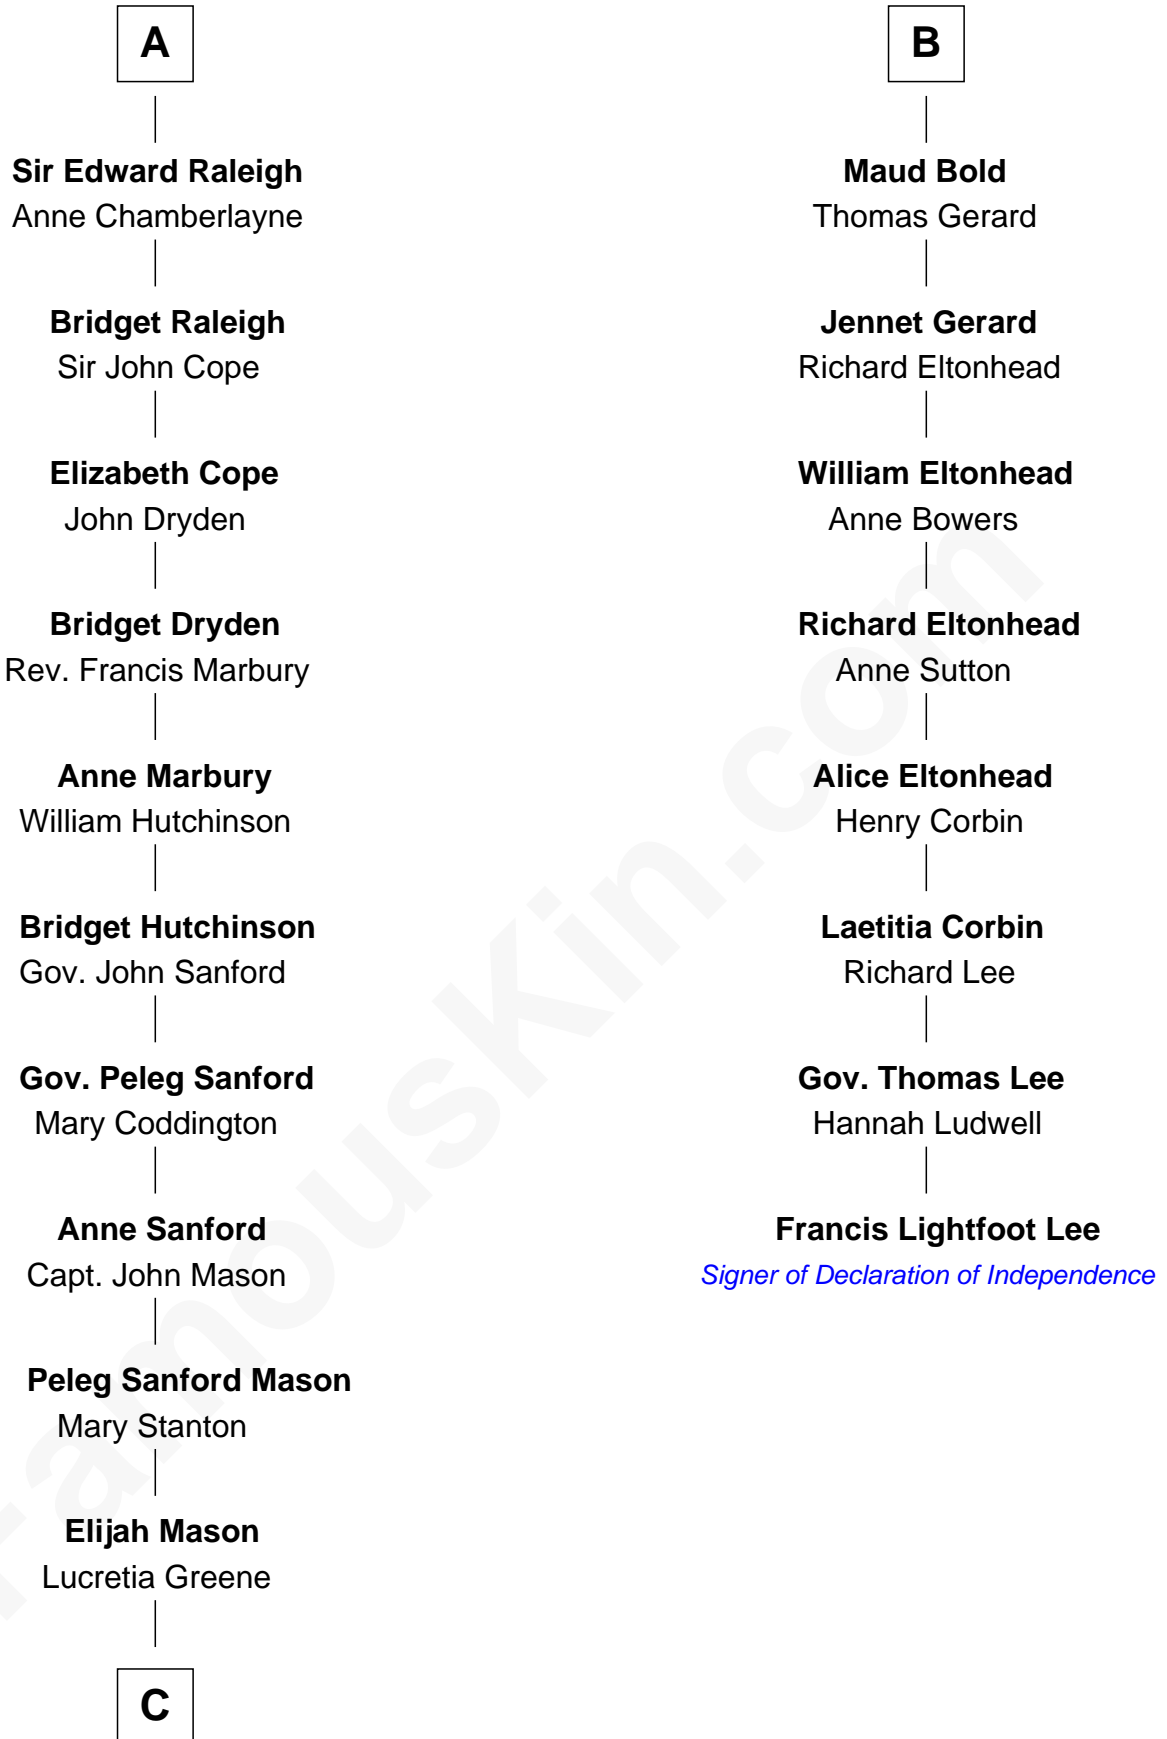 A
Sir Edward Raleigh
Anne Chamberlayne
Bridget Raleigh
Sir John Cope
Elizabeth Cope
John Dryden
Bridget Dryden
Rev. Francis Marbury
Anne Marbury
William Hutchinson
Bridget Hutchinson
Gov. John Sanford
Gov. Peleg Sanford
Mary Coddington
Anne Sanford
Capt. John Mason
Peleg Sanford Mason
Mary Stanton
Elijah Mason
Lucretia Greene
C
B
Maud Bold
Thomas Gerard
Jennet Gerard
Richard Eltonhead
William Eltonhead
Anne Bowers
Richard Eltonhead
Anne Sutton
Alice Eltonhead
Henry Corbin
Laetitia Corbin
Richard Lee
Gov. Thomas Lee
Hannah Ludwell
Francis Lightfoot Lee
Signer of Declaration of Independence
FamousKin.com